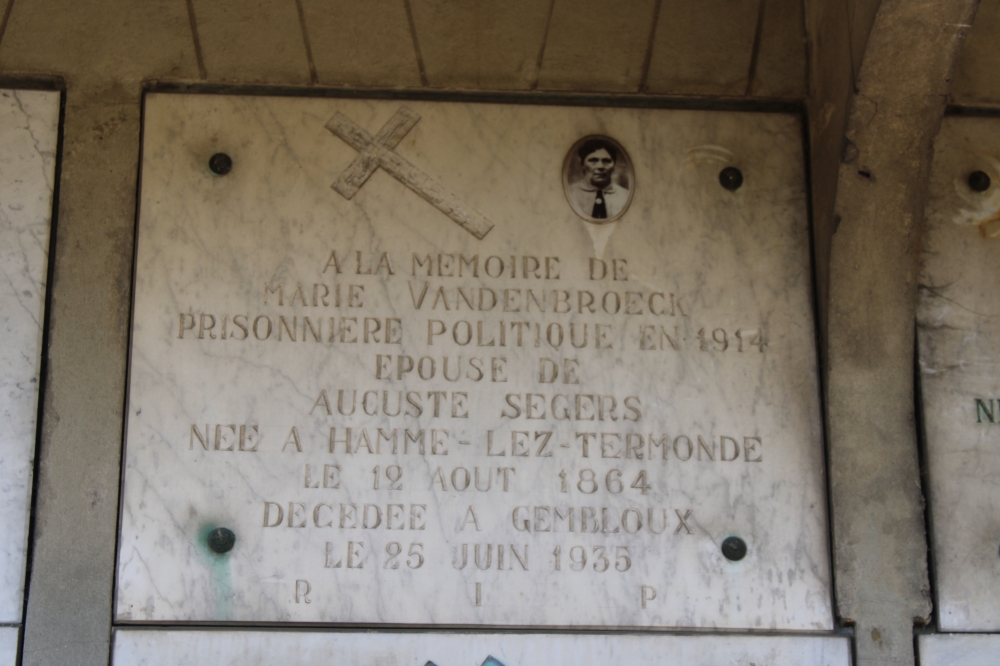 A LA MEMOIRE DE
MARIE VANDENBROECK
PRISONNIERE POLITIQUE EN 1914
EPOUSE DE
AUGUSTE SEGERS
NEE A HAMME-LEZ-TERMONDE
LE 12 AOUT 1864
DECEDEE A GEMBLOUX
LE 25 JUIN 1935
R I P